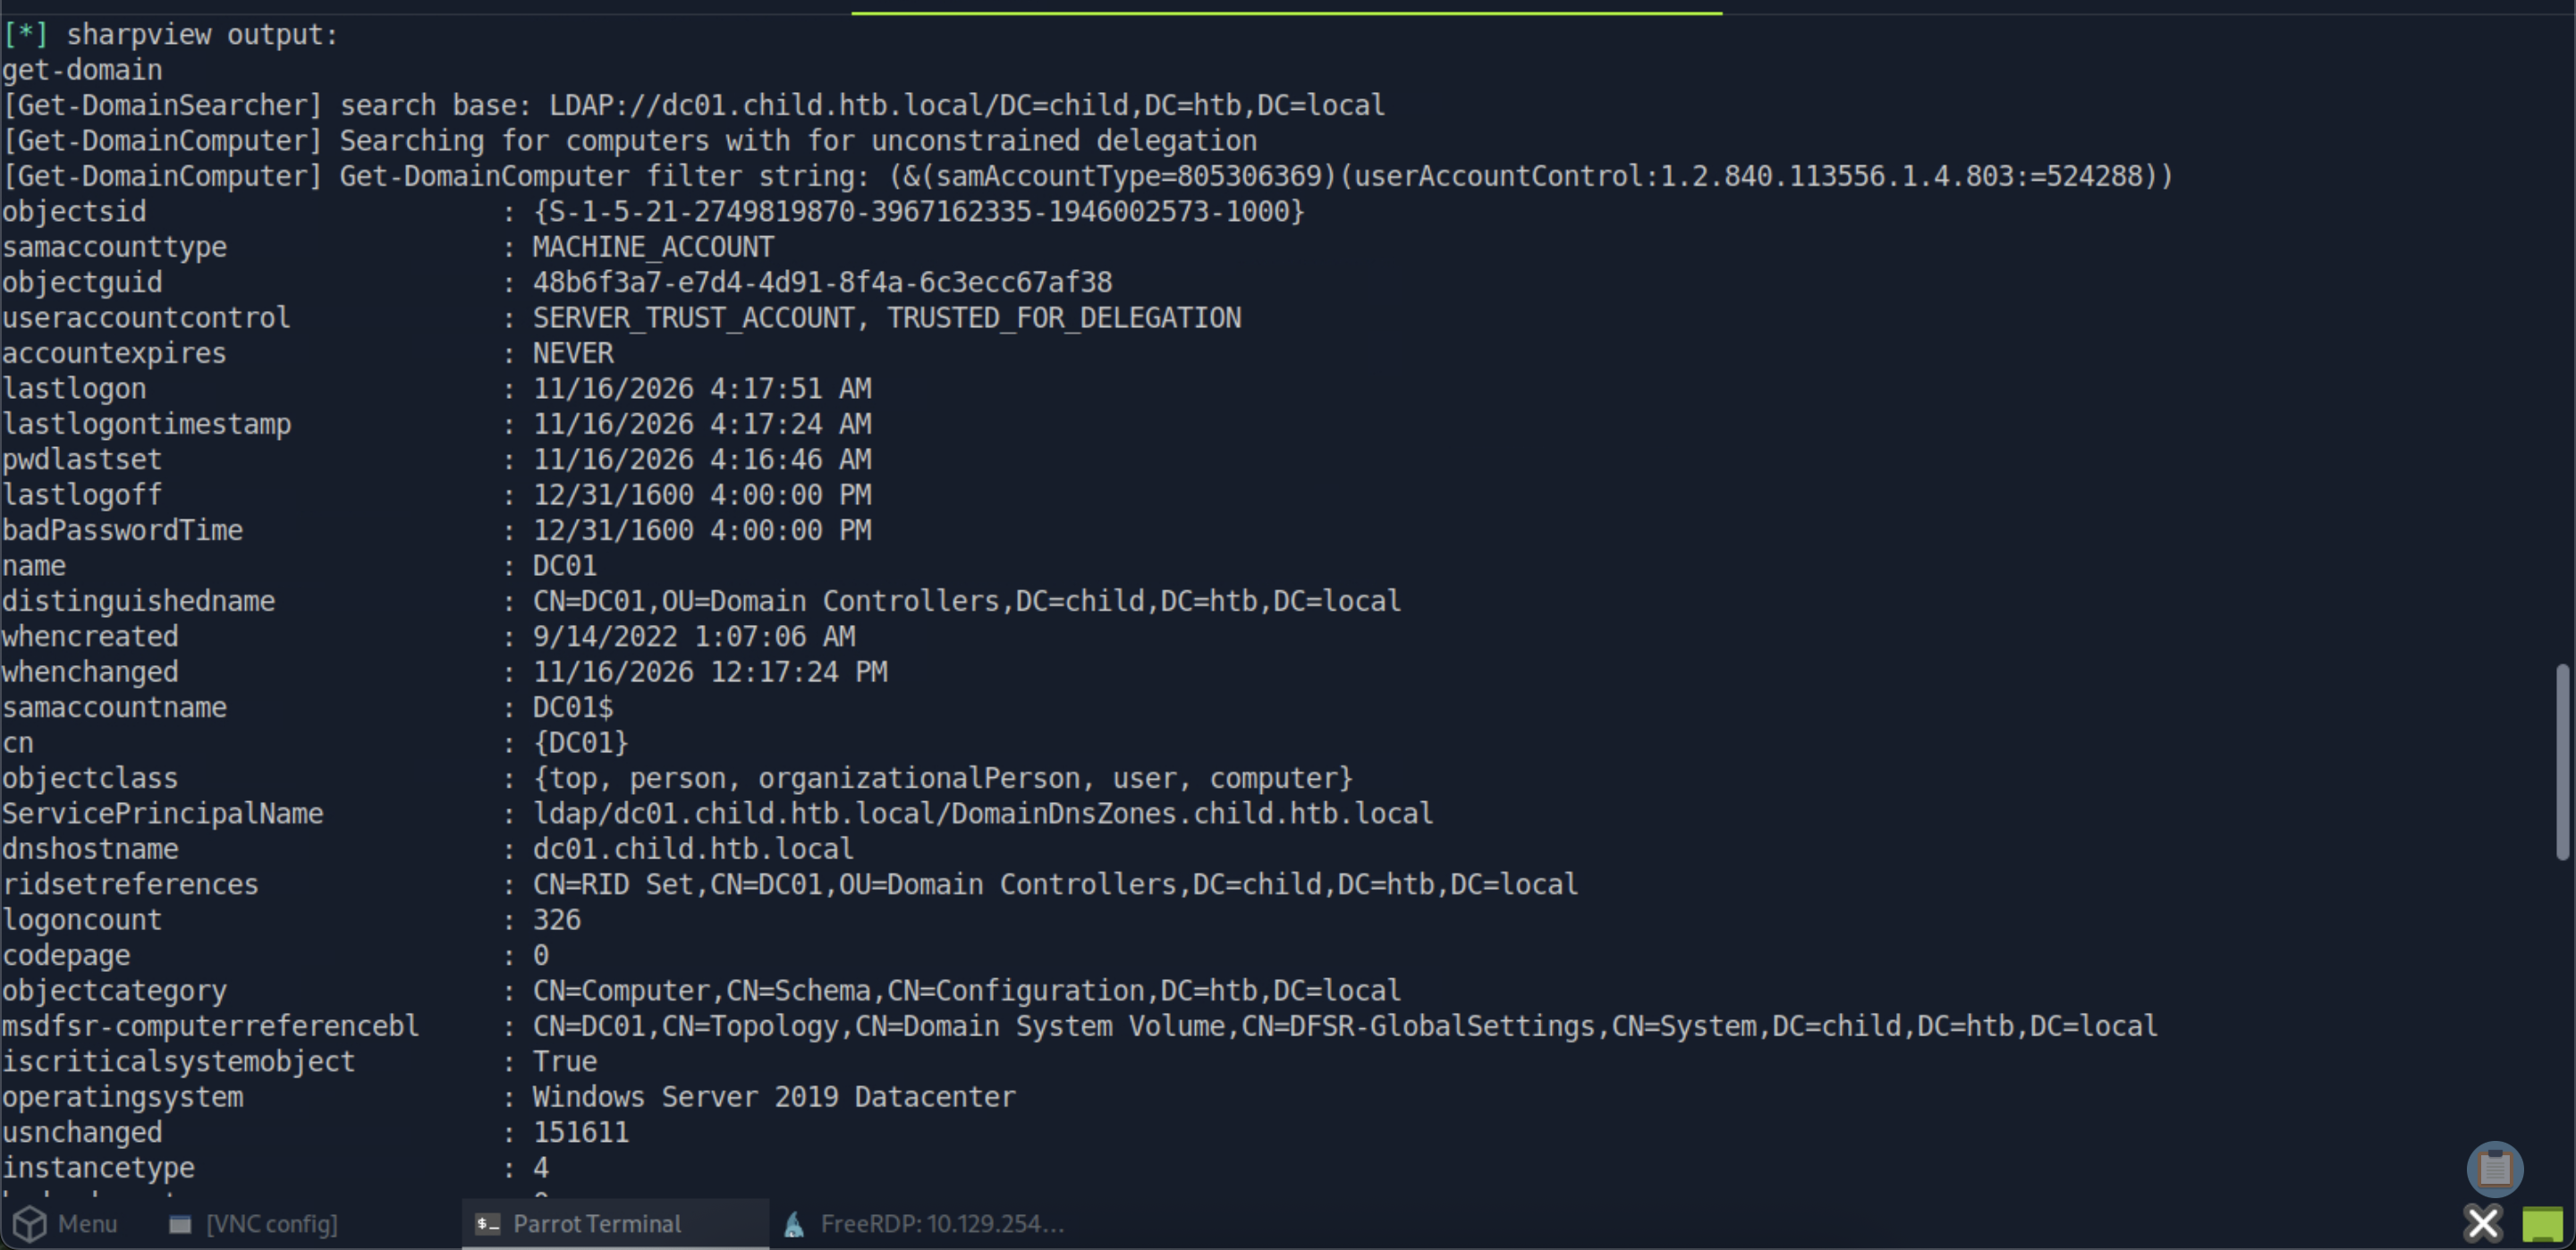 [*] sharpview output:
get-domain
[Get-DomainSearcher] search base: LDAP://dc01.child.htb.local/DC=child,DC=htb,DC=local
[Get-DomainComputer] Searching for computers with for unconstrained delegation
[Get-DomainComputer] Get-DomainComputer filter string: (&(samAccountType=805306369)(userAccountControl:1.2.840.113556.1.4.803:=524288))
objectsid : {S-1-5-21-2749819870-3967162335-1946002573-1000}
samaccounttype : MACHINE_ACCOUNT
objectguid : 48b6f3a7-e7d4-4d91-8f4a-6c3ecc67af38
useraccountcontrol : SERVER_TRUST_ACCOUNT, TRUSTED_FOR_DELEGATION
accountexpires : NEVER
lastlogon : 11/16/2026 4:17:51 AM
lastlogontimestamp : 11/16/2026 4:17:24 AM
pwdlastset : 11/16/2026 4:16:46 AM
lastlogoff : 12/31/1600 4:00:00 PM
badPasswordTime : 12/31/1600 4:00:00 PM
name : DC01
distinguishedname : CN=DC01,OU=Domain Controllers,DC=child,DC=htb,DC=local
whencreated : 9/14/2022 1:07:06 AM
whenchanged : 11/16/2026 12:17:24 PM
samaccountname : DC01$
cn : {DC01}
objectclass : {top, person, organizationalPerson, user, computer}
ServicePrincipalName : ldap/dc01.child.htb.local/DomainDnsZones.child.htb.local
dnshostname : dc01.child.htb.local
ridsetreferences : CN=RID Set,CN=DC01,OU=Domain Controllers,DC=child,DC=htb,DC=local
logoncount : 326
codepage : 0
objectcategory : CN=Computer,CN=Schema,CN=Configuration,DC=htb,DC=local
msdfsr-computerreferencebl : CN=DC01,CN=Topology,CN=Domain System Volume,CN=DFSR-GlobalSettings,CN=System,DC=child,DC=htb,DC=local
iscriticalsystemobject : True
operatingsystem : Windows Server 2019 Datacenter
usnchanged : 151611
instancetype : 4
Menu [VNC config] $_ Parrot Terminal FreeRDP: 10.129.254...